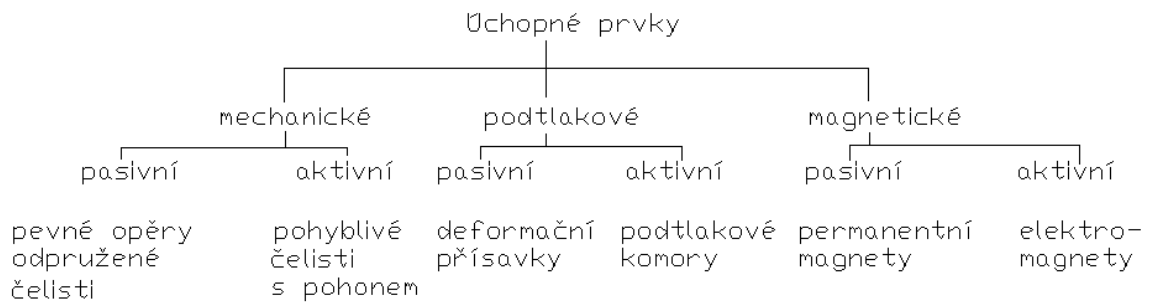 Úchopné prvky
mechanické podtlakové magnetické
pasivní aktivní pasivní aktivní pasivní aktivní
pevné opěry pohyblivé deformační podtlakové permanentní elektro-
odpružené čelisti přísavky komory magnety magnety
čelisti s pohonem